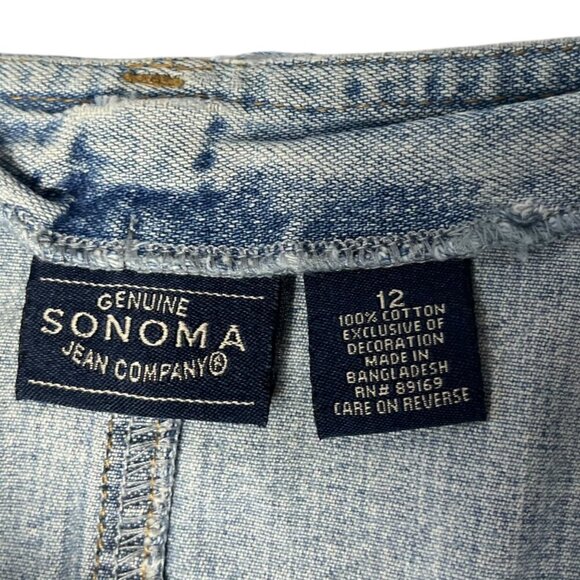 GENUINE
SONOMA
JEAN COMPANY®
12
100% COTTON
EXCLUSIVE OF
DECORATION
MADE IN
BANGLADESH
RN# 89169
CARE ON REVERSE